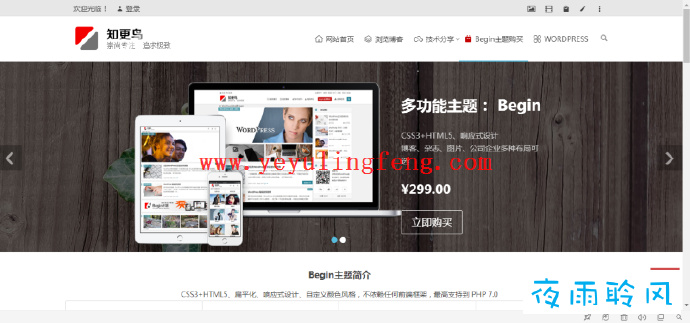 欢迎光临！ 登录
知更鸟
崇尚专注 追求极致
网站首页 浏览博客 技术分享 Begin主题购买 WORDPRESS
多功能主题： Begin
CSS3+HTML5、响应式设计
博客、杂志、图片、公司企业多种布局可
选
¥299.00
立即购买
WORDPRESS
www.yeyulingfeng.com
Begin主题简介
CSS3+HTML5、扁平化、响应式设计、自定义颜色风格，不依赖任何前端框架，最高支持到 PHP 7.0
夜雨聆风